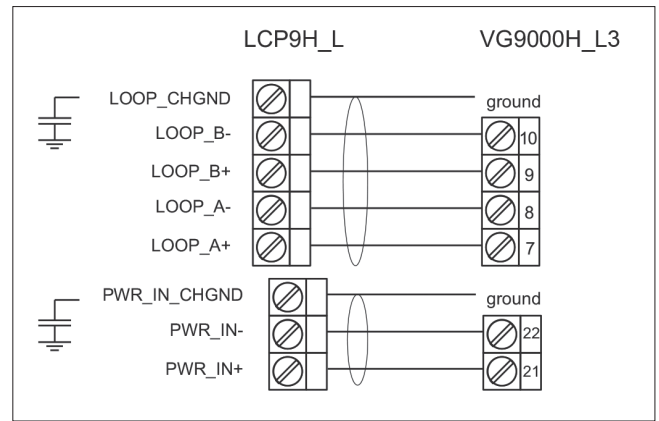 LCP9H_L VG9000H_L3
LOOP_CHGND ground
LOOP_B- 10
LOOP_B+ 9
LOOP_A- 8
LOOP_A+ 7
PWR_IN_CHGND ground
PWR_IN- 22
PWR_IN+ 21